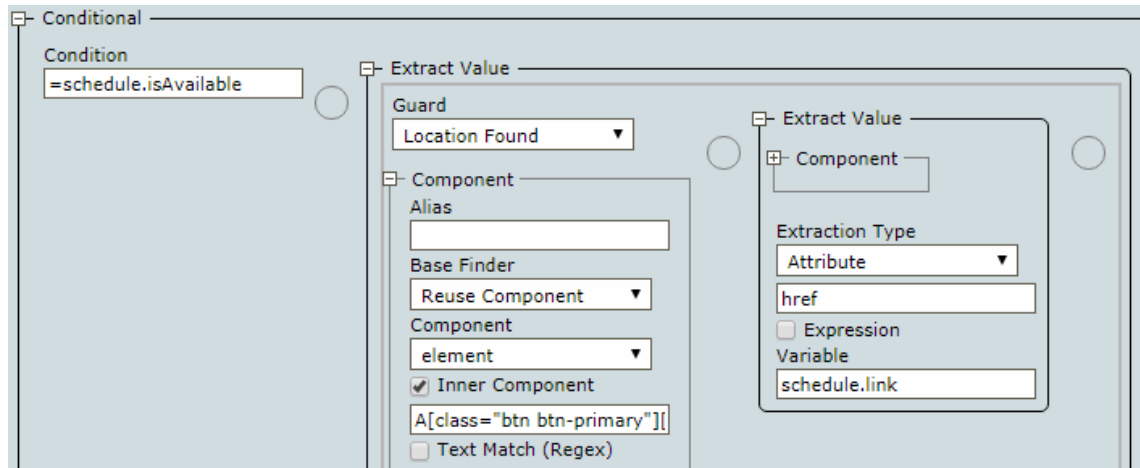 Conditional
Condition
=schedule.isAvailable
Extract Value
Guard
Location Found
Component
Alias
Base Finder
Reuse Component
Component
element
Inner Component
A[class="btn btn-primary"][
Text Match (Regex)
Extract Value
Component
Extraction Type
Attribute
href
Expression
Variable
schedule.link